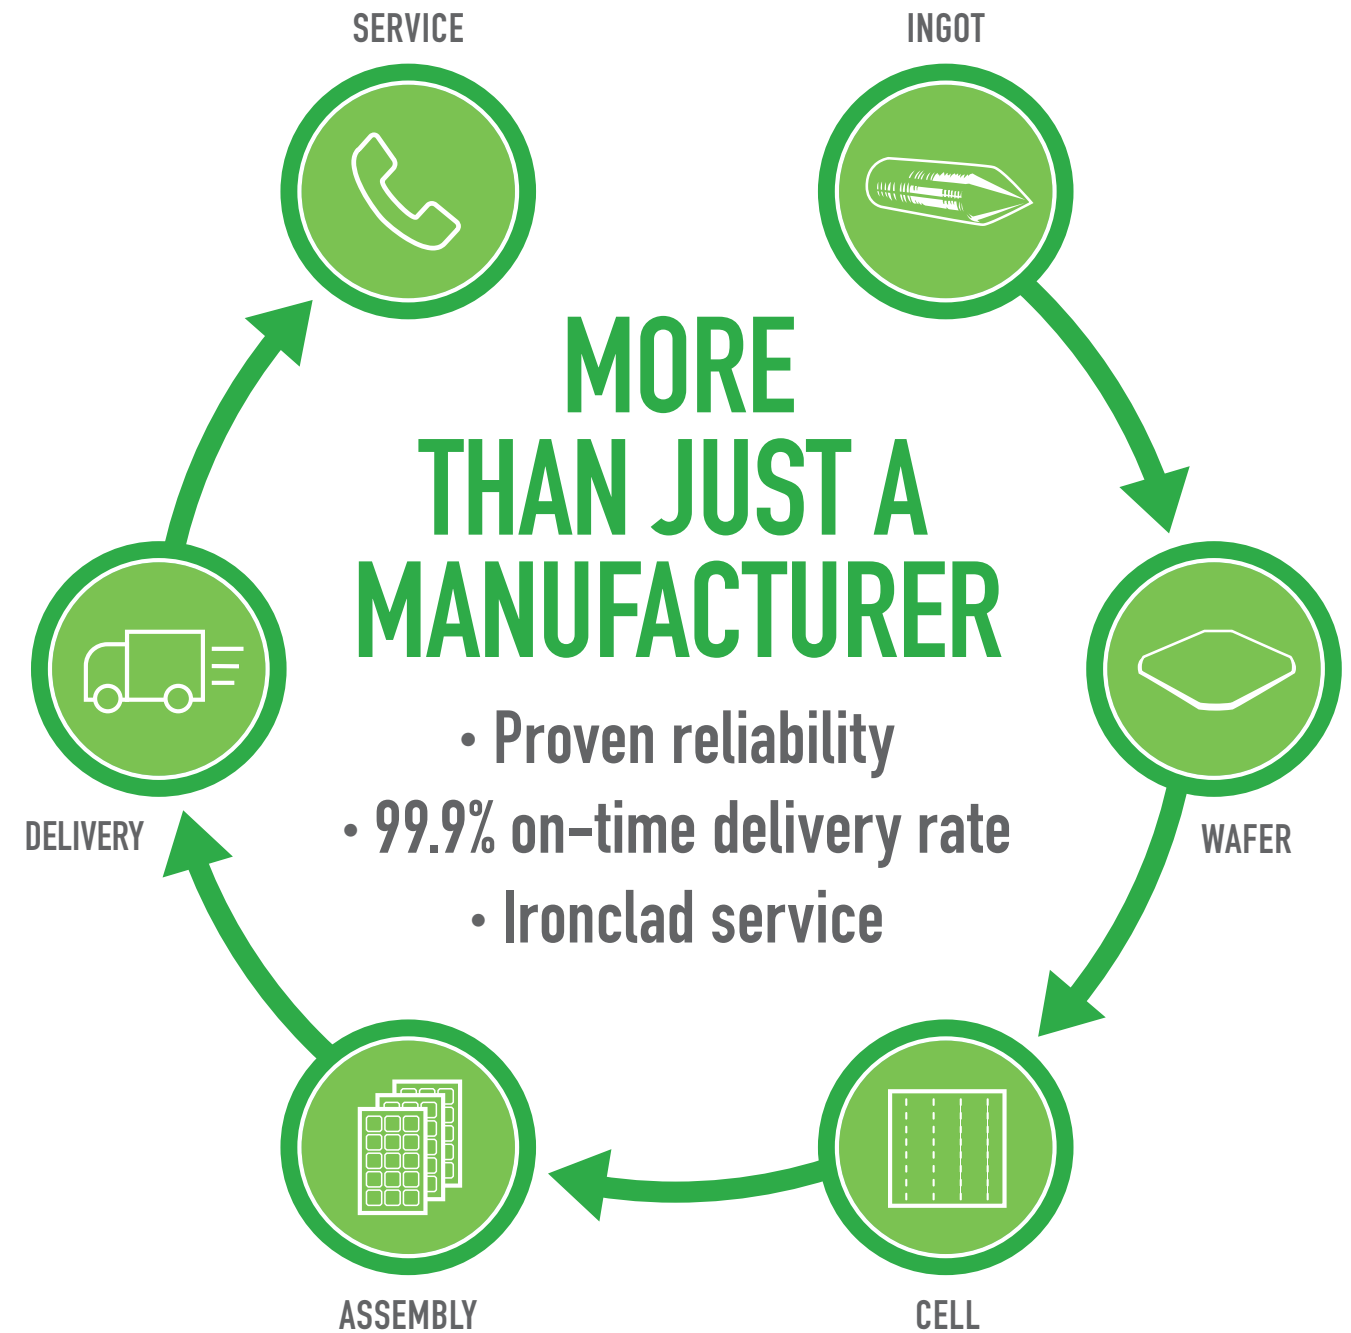 SERVICE
INGOT
MORE
THAN JUST A
MANUFACTURER
• Proven reliability
• 99.9% on-time delivery rate
• Ironclad service
DELIVERY
WAFER
ASSEMBLY
CELL